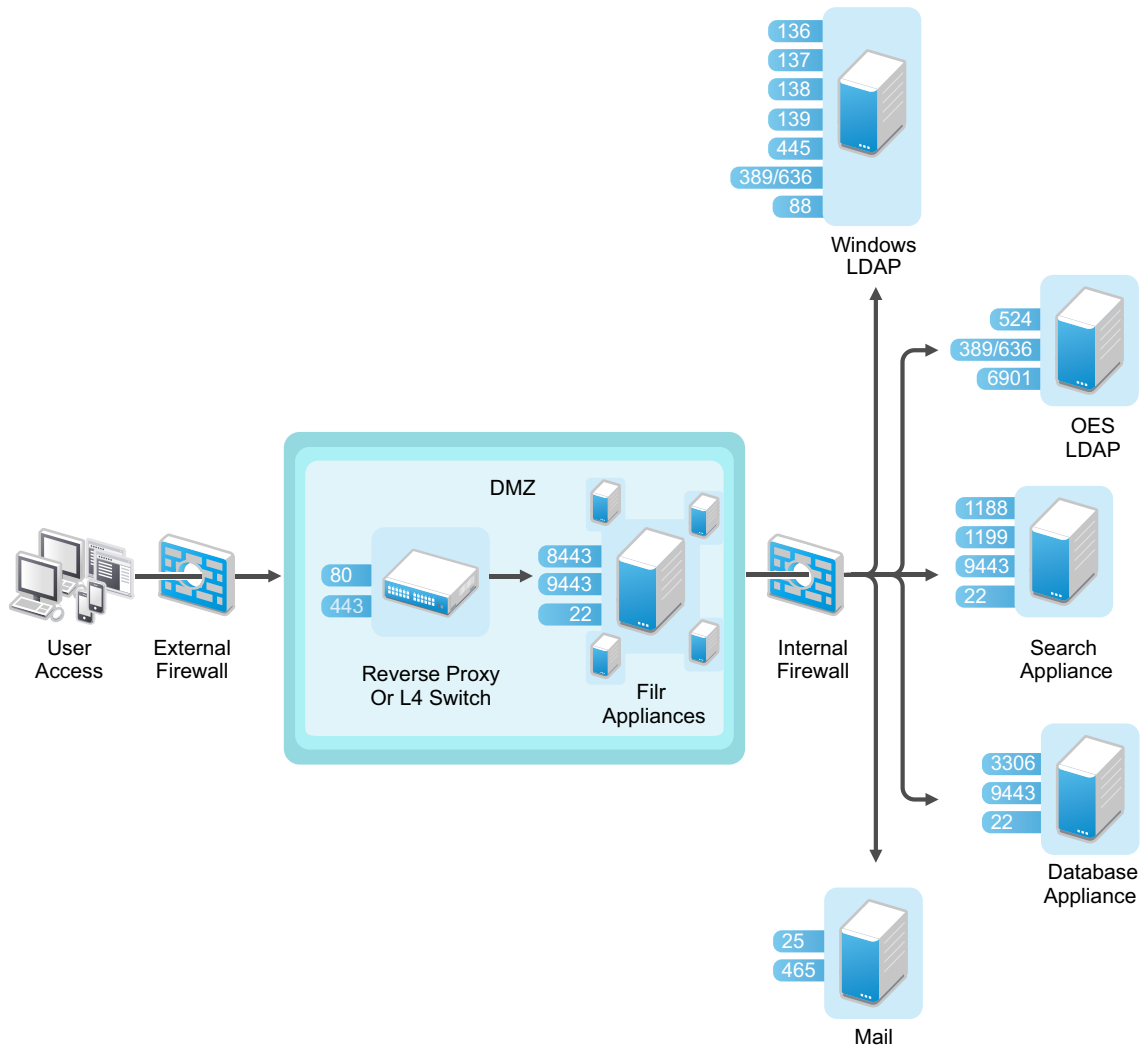 136
137
138
139
445
389/636
88
Windows
LDAP
524
389/636
6901
OES
LDAP
DMZ
80
443
Reverse Proxy
Or L4 Switch
8443
9443
22
Filr
Appliances
User
Access
External
Firewall
Internal
Firewall
1188
1199
9443
22
Search
Appliance
3306
9443
22
Database
Appliance
25
465
Mail